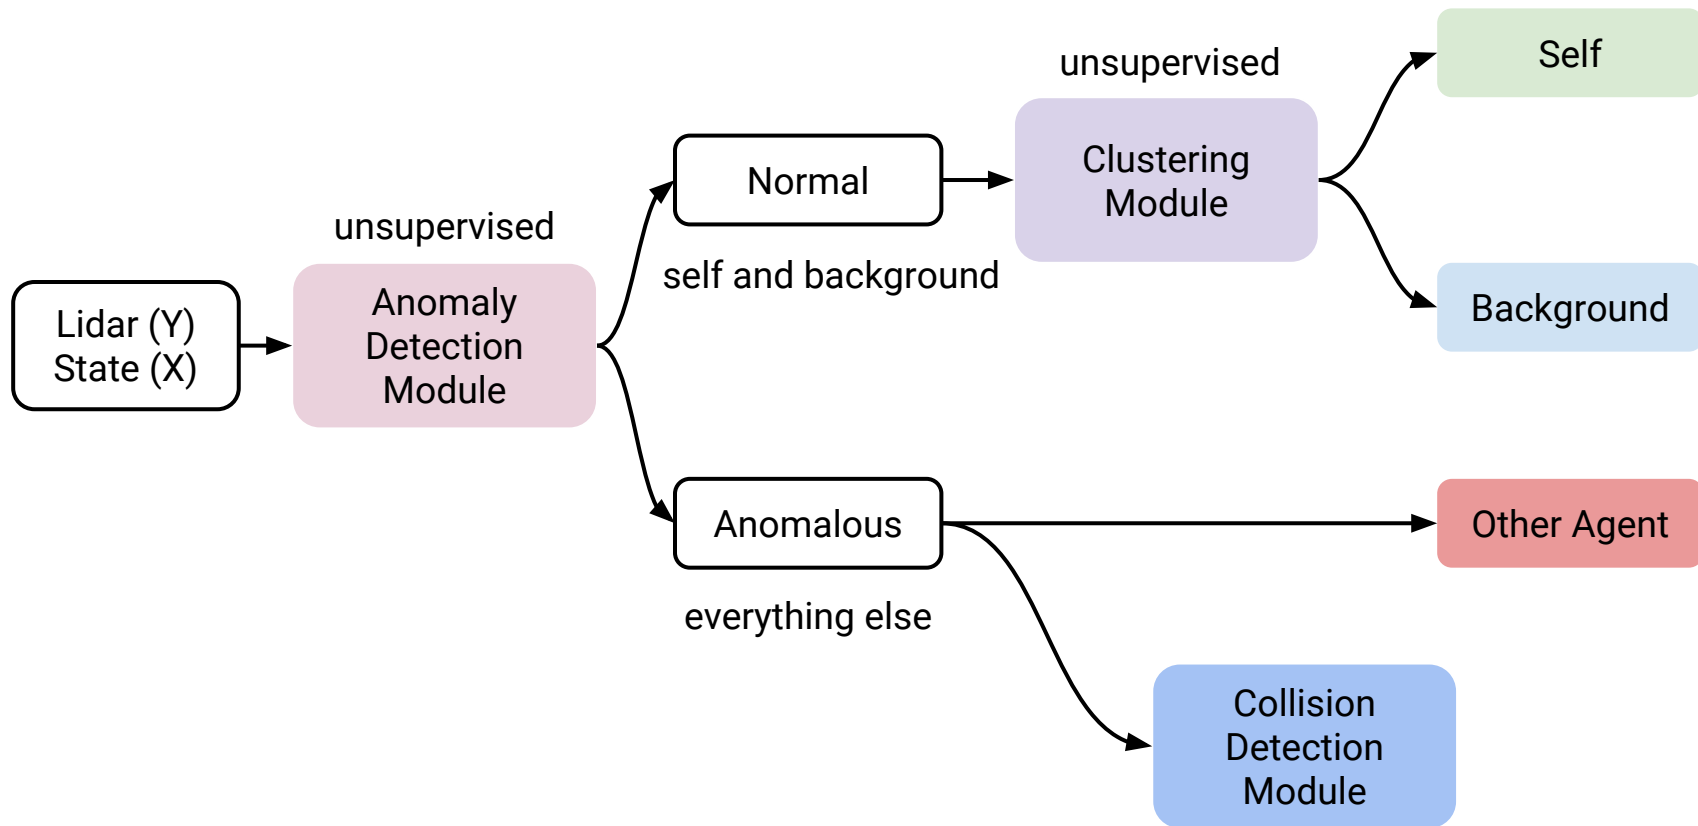 Lidar (Y)
State (X)
unsupervised
Anomaly
Detection
Module
Normal
self and background
Anomalous
everything else
unsupervised
Clustering
Module
Self
Background
Other Agent
Collision
Detection
Module